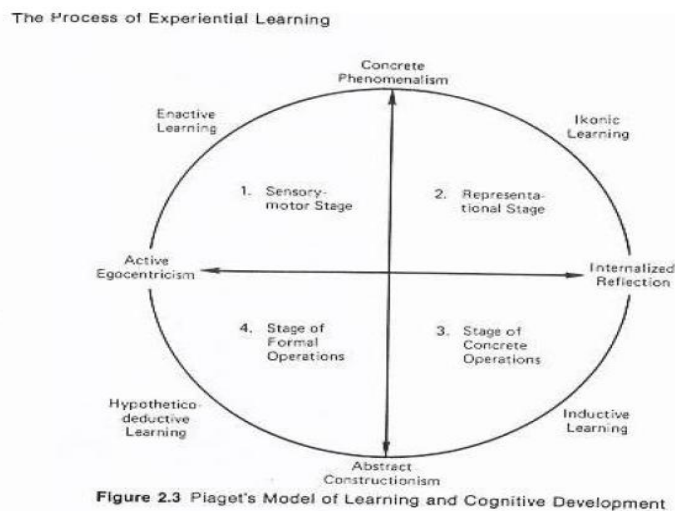 The Process of Experiential Learning
Concrete
Phenomenalism
Enactive
Learning
Ikonic
Learning
1. Sensory-
motor Stage
2. Representa-
tional Stage
Active
Egocentricism
Internalized
Reflection
4. Stage of
Formal
Operations
3. Stage of
Concrete
Operations
Hypothetico-
deductive
Learning
Inductive
Learning
Abstract
Constructionism
Figure 2.3 Piaget's Model of Learning and Cognitive Development